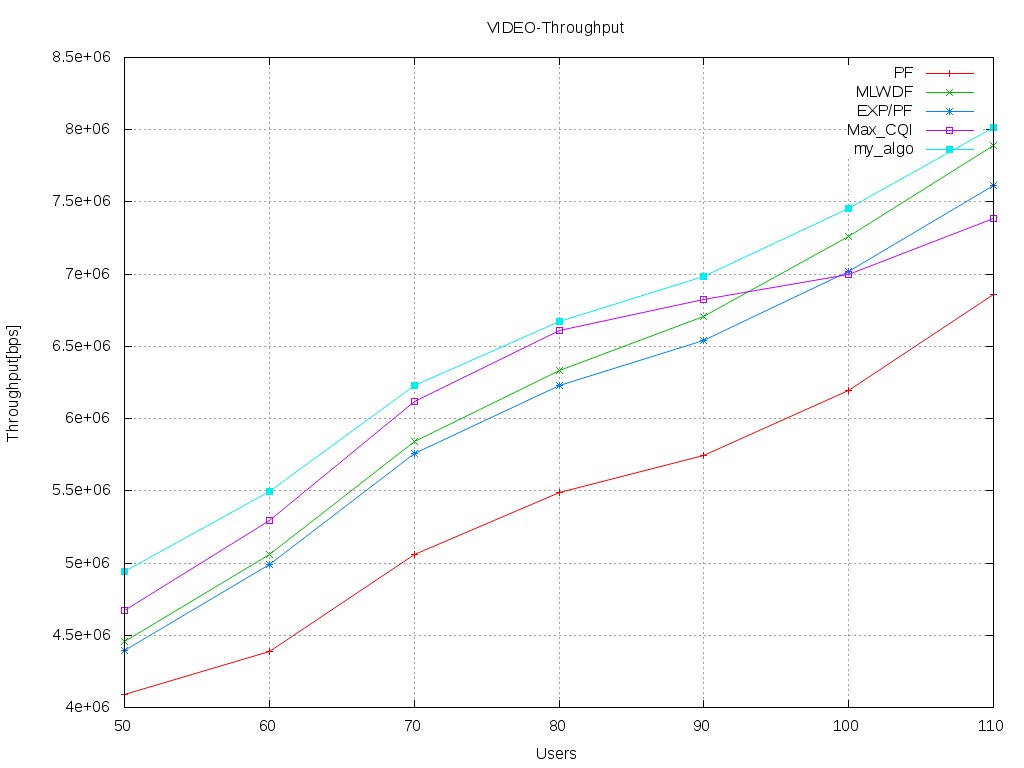 VIDEO-Throughput
8.5e+06
8e+06
7.5e+06
7e+06
6.5e+06
6e+06
5.5e+06
5e+06
4.5e+06
4e+06
Throughput[bps]
PF
MLWDF
EXP/PF
Max_CQI
my_algo
50 60 70 80 90 100 110
Users